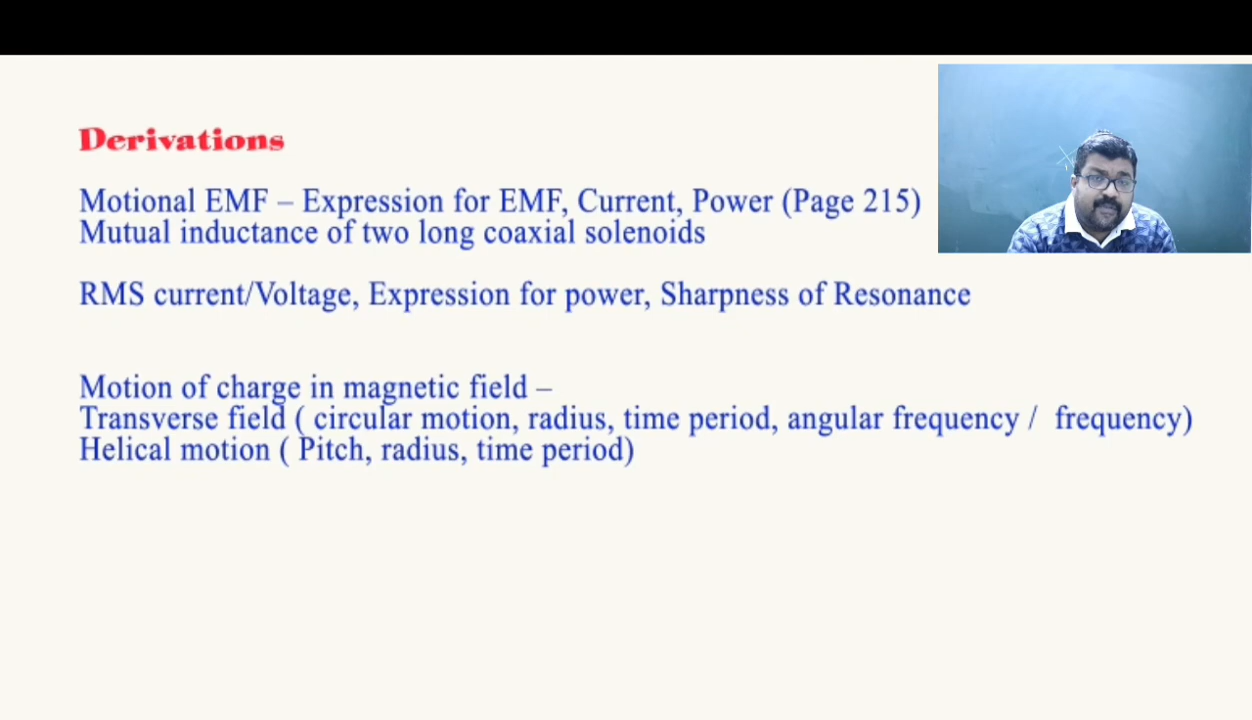 Derivations
Motional EMF – Expression for EMF, Current, Power (Page 215)
Mutual inductance of two long coaxial solenoids
RMS current/Voltage, Expression for power, Sharpness of Resonance
Motion of charge in magnetic field –
Transverse field ( circular motion, radius, time period, angular frequency /  frequency)
Helical motion ( Pitch, radius, time period)